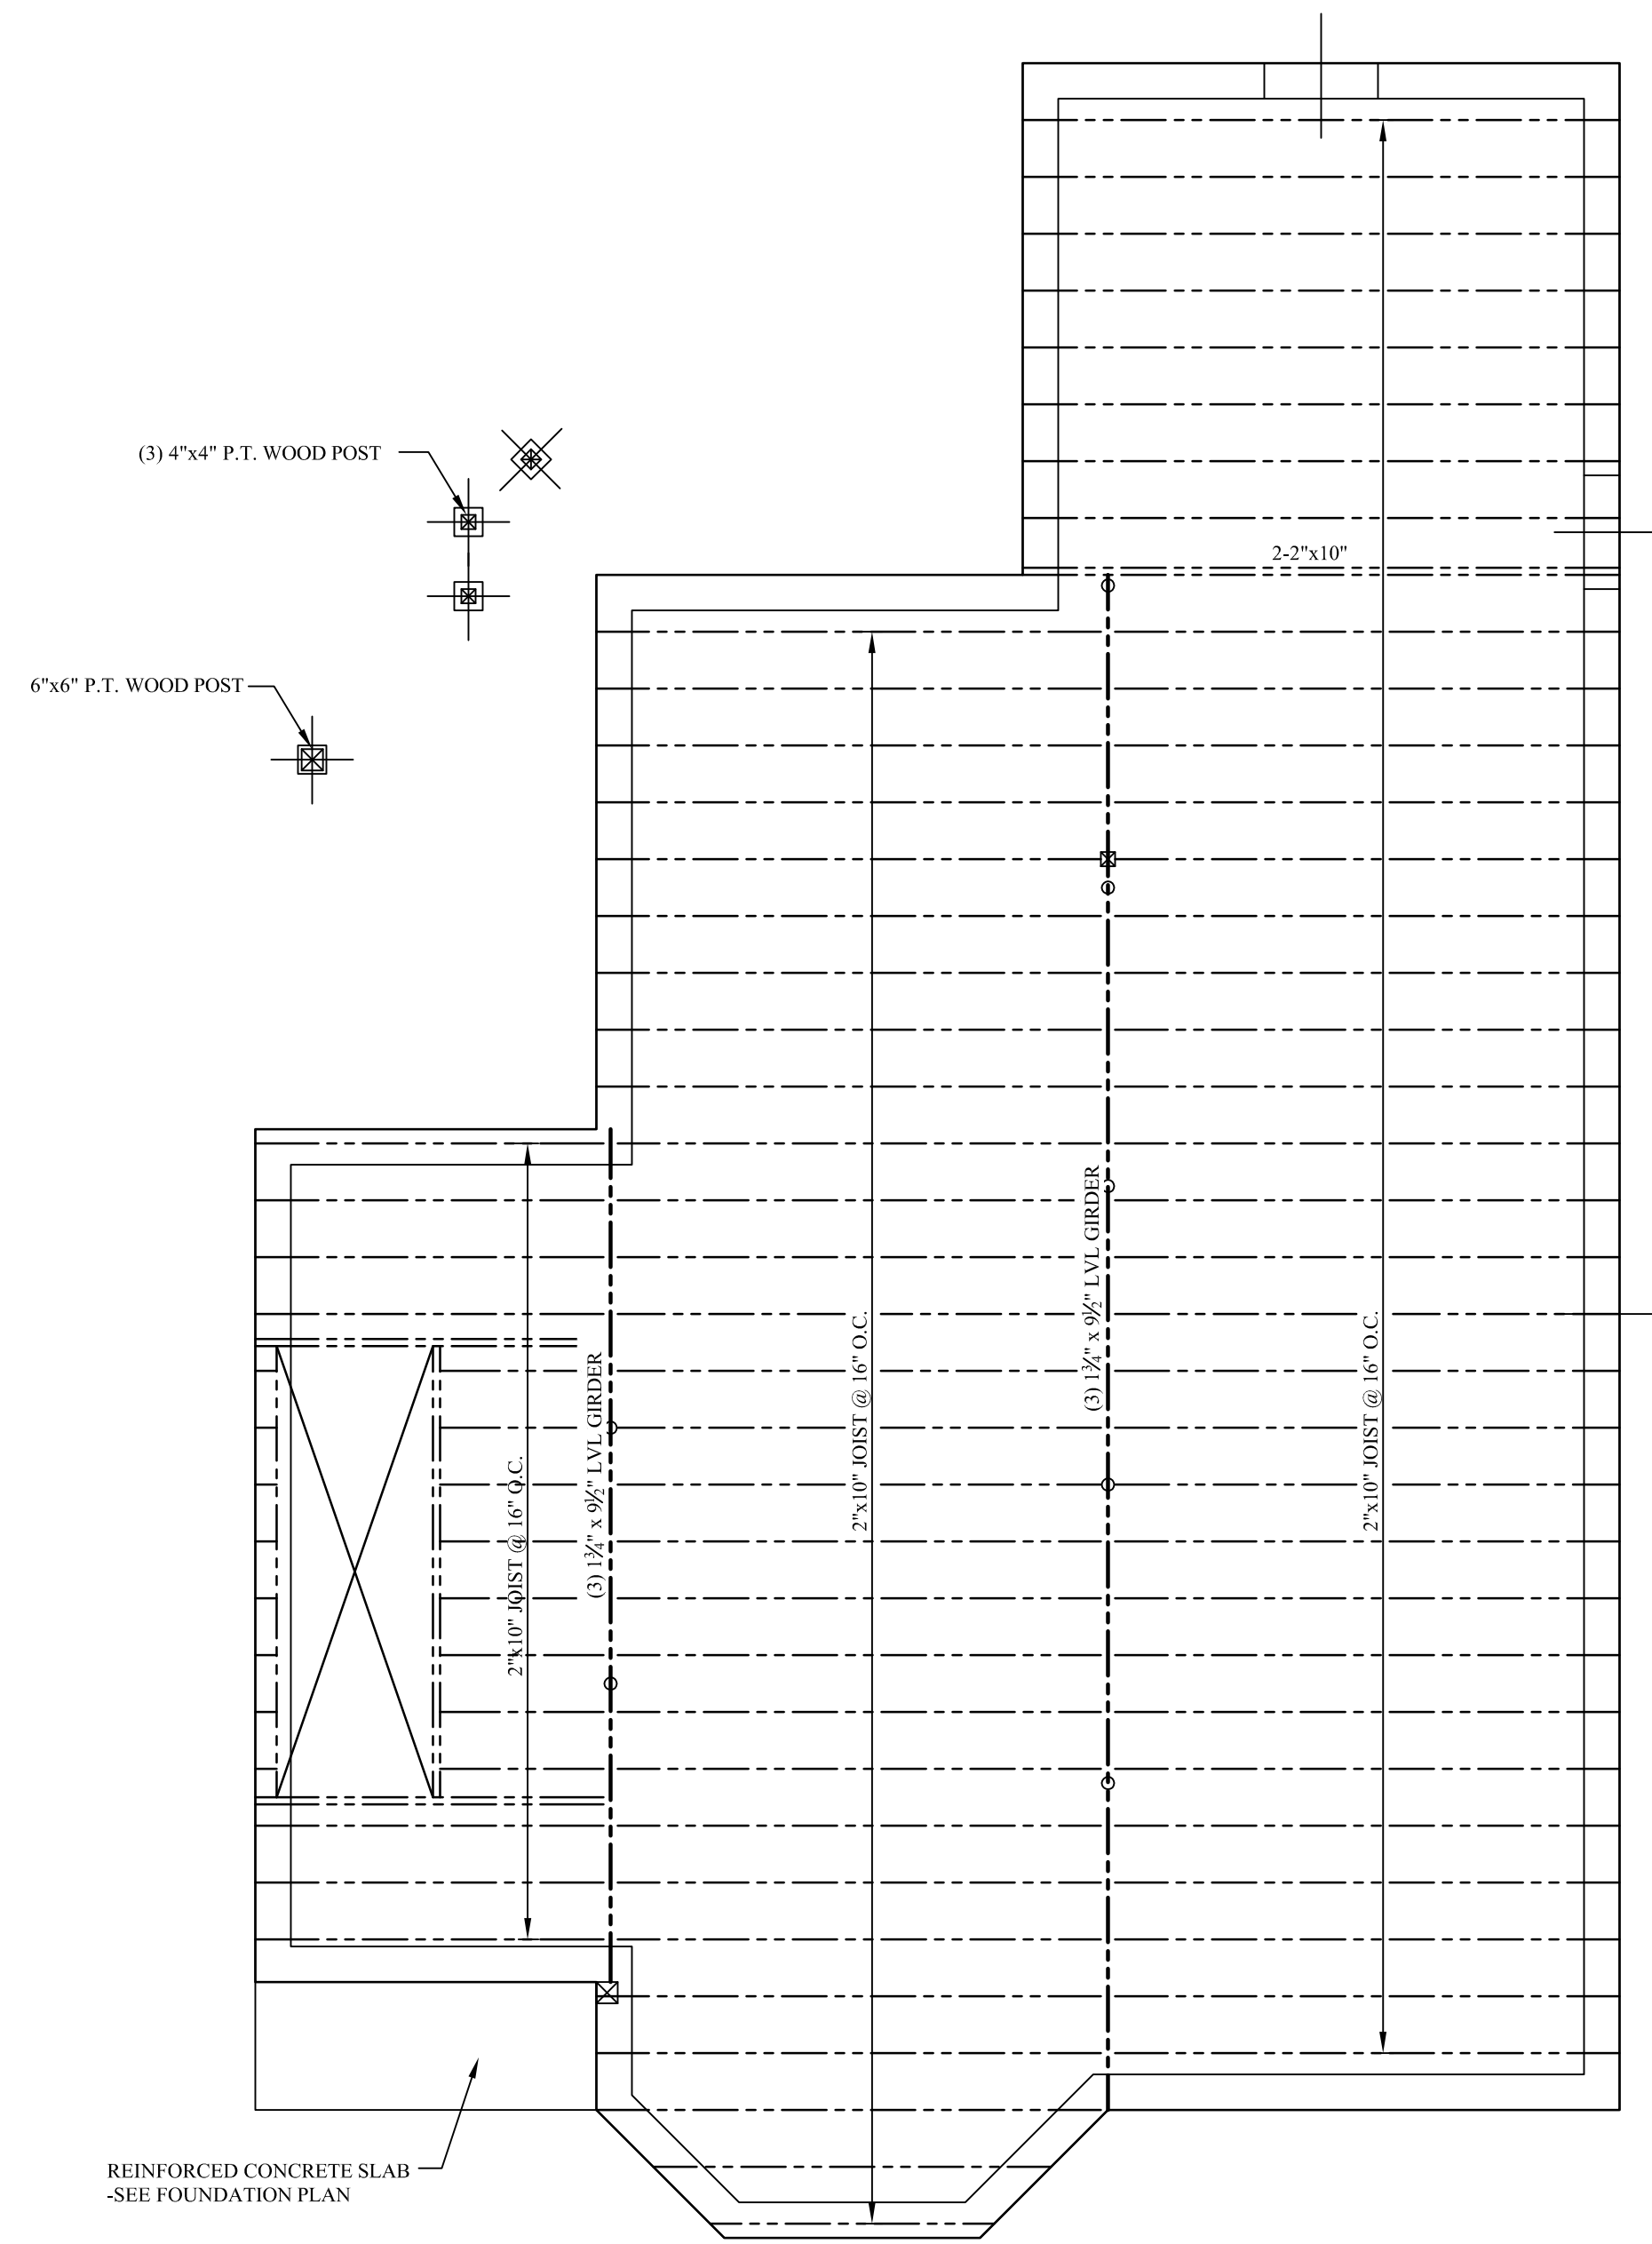 (3) 4"x4" P.T. WOOD POST
2-2"x10"
6"x6" P.T. WOOD POST
(3) 1¾" x 9½" LVL GIRDER
2"x10" JOIST @ 16" O.C.
2"x10" JOIST @ 16" O.C.
(3) 1¾" x 9½" LVL GIRDER
2"x10" JOIST @ 16" O.C.
REINFORCED CONCRETE SLAB
-SEE FOUNDATION PLAN